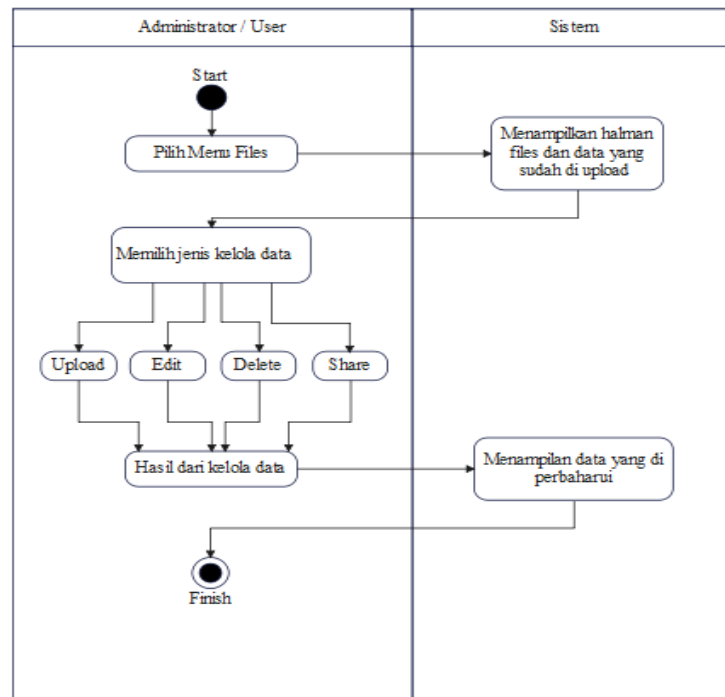 Administrator / User
Sistem
Start
Pilih Menu Files
Menampilkan halman
files dan data yang
sudah di upload
Memilih jenis kelola data
Upload
Edit
Delete
Share
Hasil dari kelola data
Menampilan data yang di
perbaharui
Finish